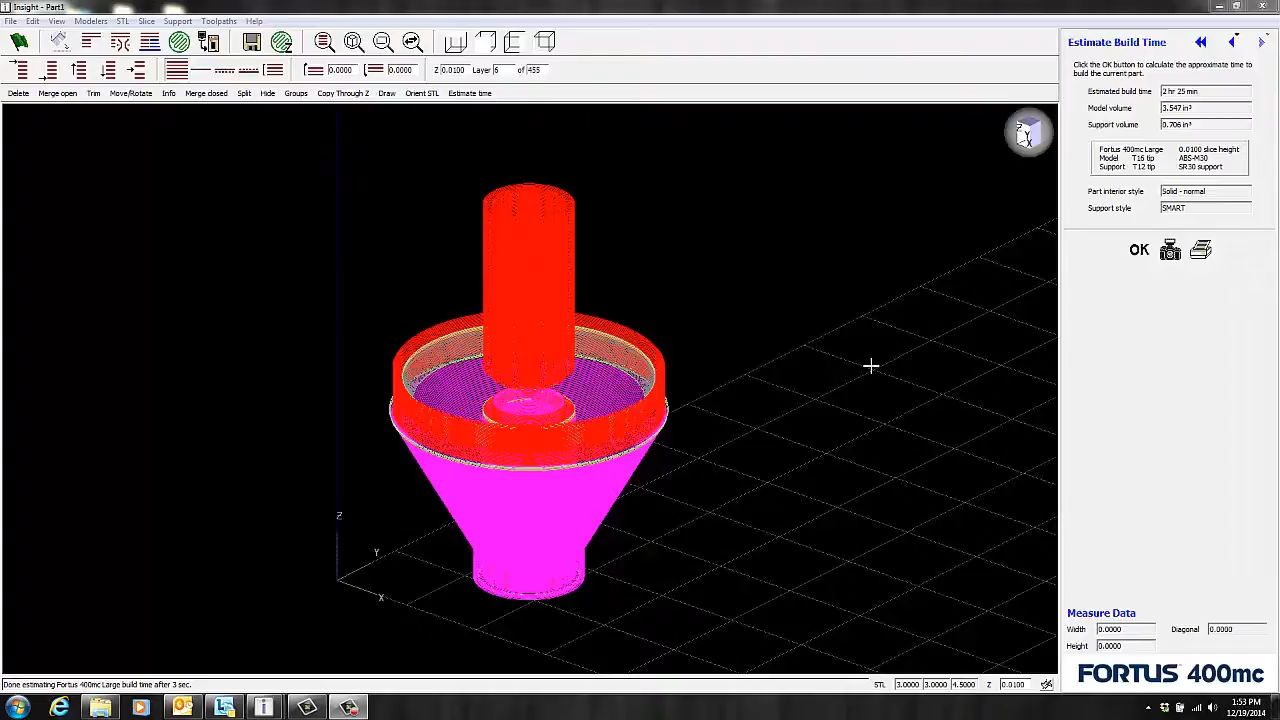 Insight - Part1
File Edit View Modelers STL Slice Support Toolpaths Help
0.0000 0.0000 Z 0.0100 Layer 6 of 455
Delete Merge open Trim Move/Rotate Info Merge closed Split Hide Groups Copy Through Z Draw Orient STL Estimate time
Z
Y
X
Z
Y
X
Estimate Build Time
Click the OK button to calculate the approximate time to
build the current part.
Estimated build time 2 hr 25 min
Model volume 3.547 in³
Support volume 0.706 in³
Fortus 400mc Large 0.0100 slice height
Model T16 tip ABS-M30
Support T12 tip SR30 support
Part interior style Solid - normal
Support style SMART
OK
Measure Data
Width 0.0000 Diagonal 0.0000
Height 0.0000
FORTUS 400mc
Done estimating Fortus 400mc Large build time after 3 sec.
STL 3.0000 3.0000 4.5000 Z 0.0100
1:53 PM
12/19/2014